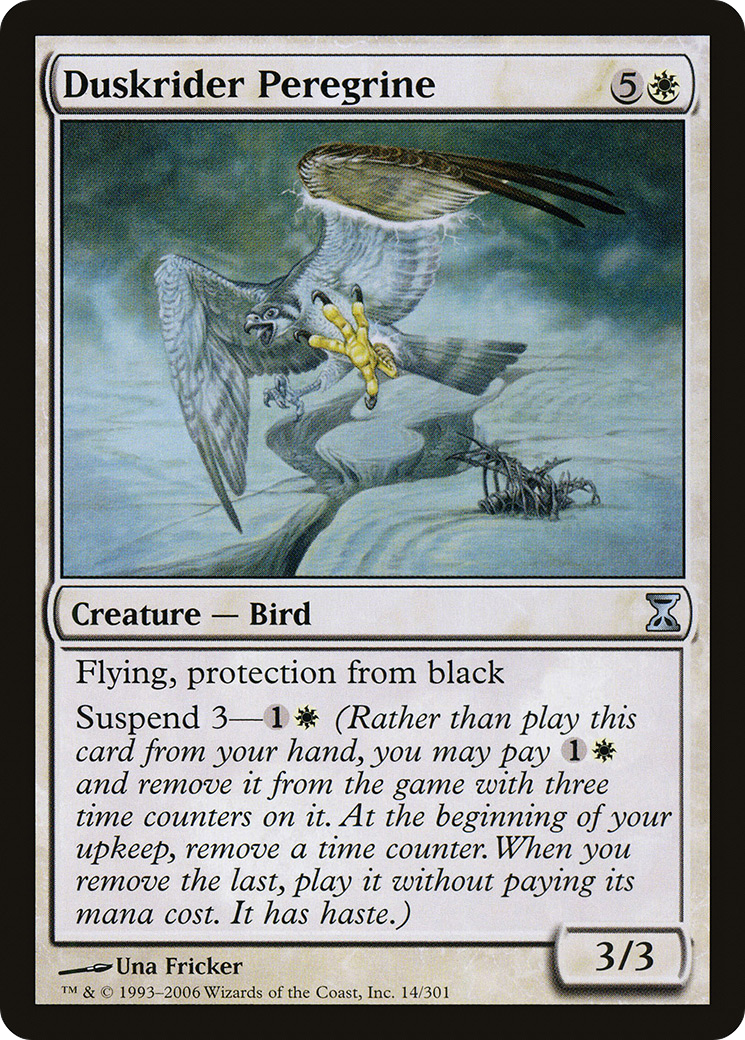 Duskrider Peregrine 5
Creature — Bird
Flying, protection from black
Suspend 3—1 (Rather than play this
card from your hand, you may pay 1
and remove it from the game with three
time counters on it. At the beginning of your
upkeep, remove a time counter. When you
remove the last, play it without paying its
mana cost. It has haste.)
3/3
Una Fricker
™ & © 1993–2006 Wizards of the Coast, Inc. 14/301